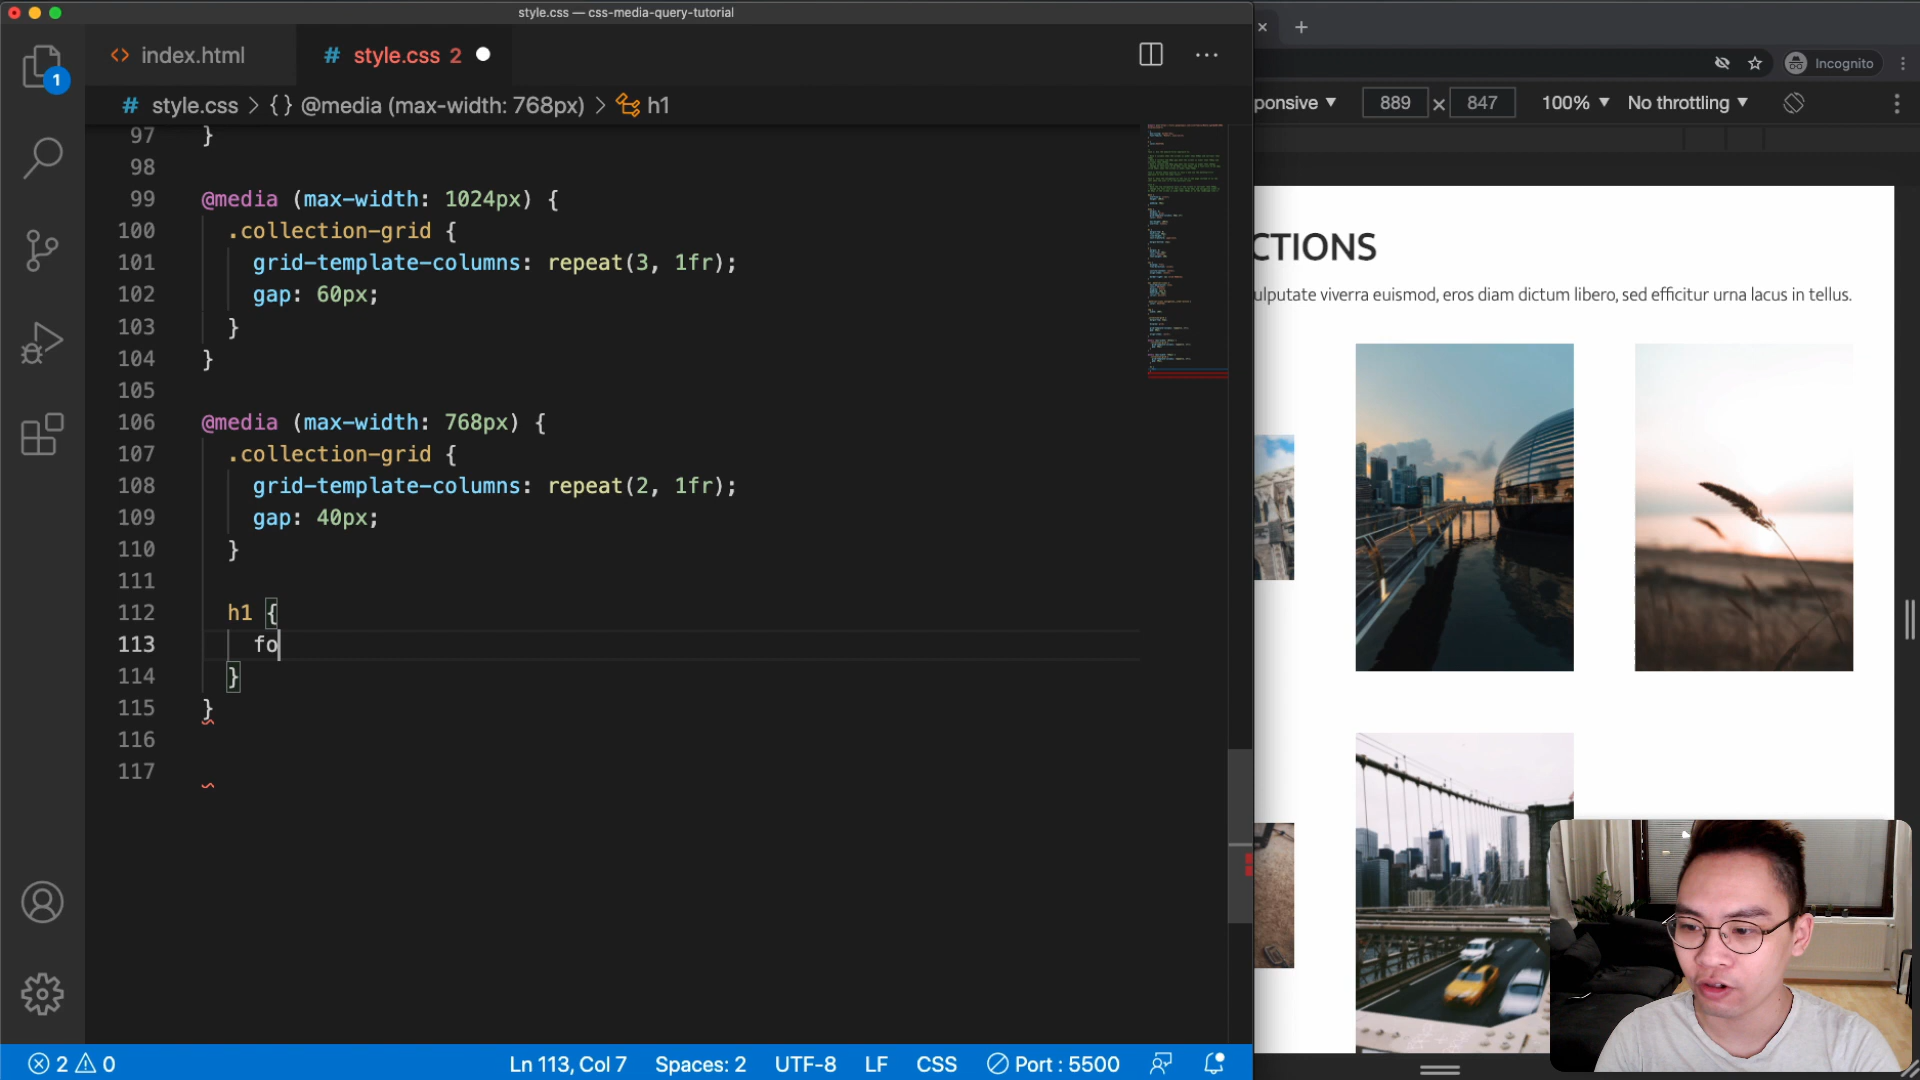 style.css — css-media-query-tutorial
index.html
# style.css 2
1
# style.css > {} @media (max-width: 768px) > h1
ponsive 889 × 847 100% No throttling
Incognito
97 }
98
99 @media (max-width: 1024px) {
100 .collection-grid {
101 grid-template-columns: repeat(3, 1fr);
102 gap: 60px;
103 }
104 }
105
106 @media (max-width: 768px) {
107 .collection-grid {
108 grid-template-columns: repeat(2, 1fr);
109 gap: 40px;
110 }
111
112 h1 {
113 fo
114 }
115 }
116
117
CTIONS
ulputate viverra euismod, eros diam dictum libero, sed efficitur urna lacus in tellus.
2 0 Ln 113, Col 7 Spaces: 2 UTF-8 LF CSS Port : 5500